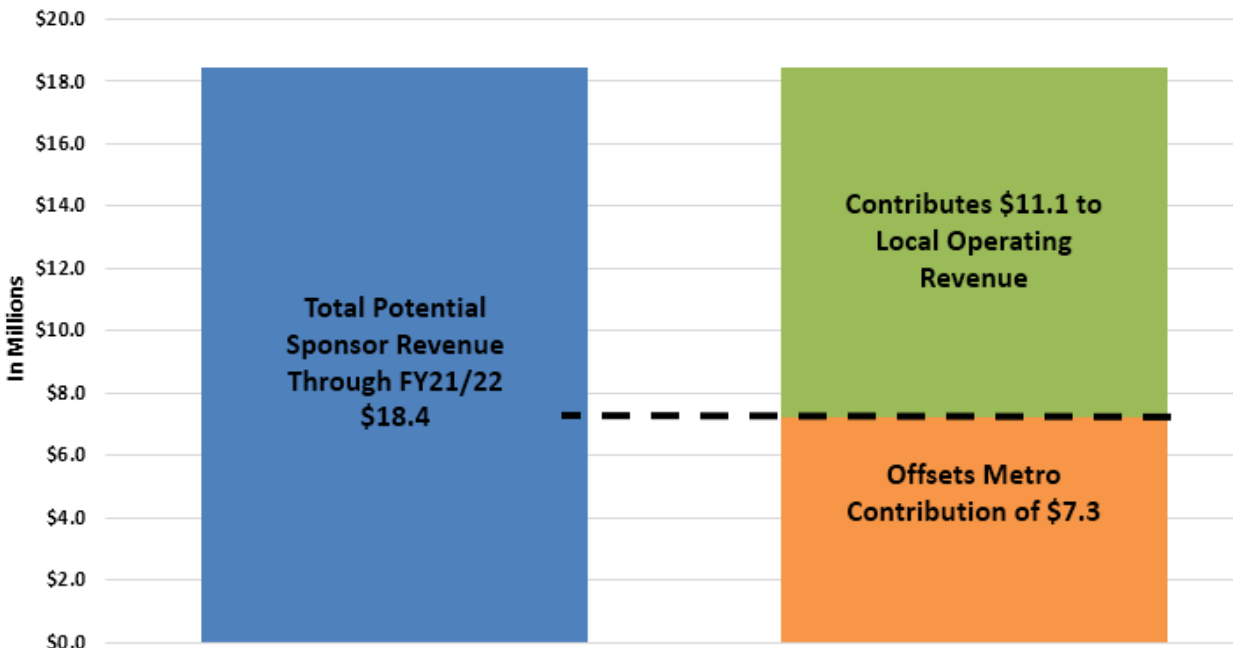 $20.0
$18.0
$16.0
$14.0
$12.0
$10.0
$8.0
$6.0
$4.0
$2.0
$0.0
In Millions
Total Potential
Sponsor Revenue
Through FY21/22
$18.4
Contributes $11.1 to
Local Operating
Revenue
Offsets Metro
Contribution of $7.3